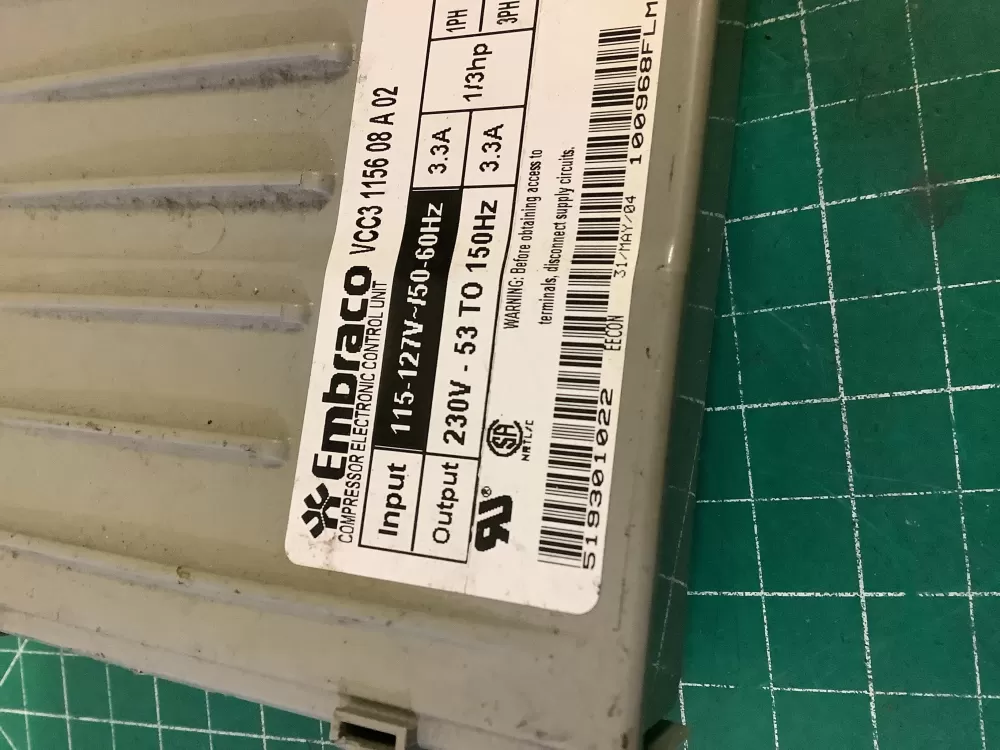 Embraco VCC3 1156 08 A 02
COMPRESSOR ELECTRONIC CONTROL UNIT
Input 115-127V~/50-60Hz 3.3A 1/3hp 1PH
Output 230V - 53 TO 150Hz 3.3A 3PH
WARNING: Before obtaining access to
terminals, disconnect supply circuits.
NRTL/C
EECON 31/MAY/04
519301022 100968FLM